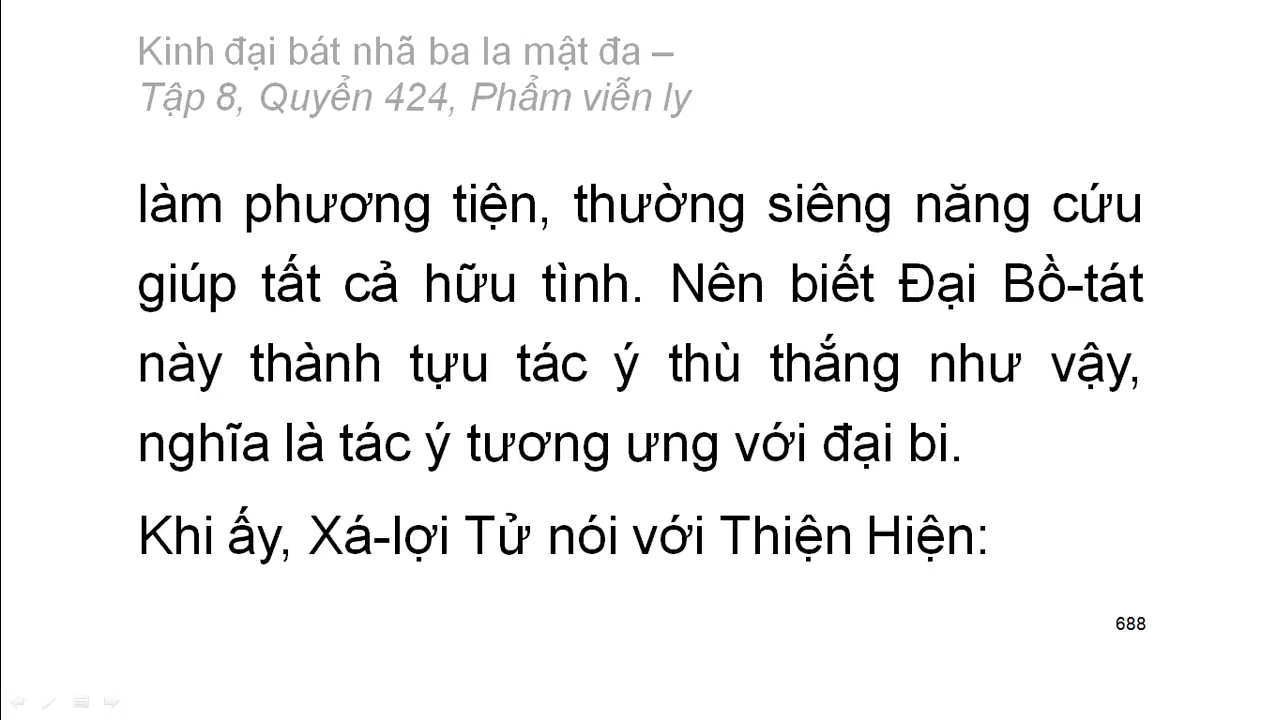 Kinh đại bát nhã ba la mật đa –
Tập 8, Quyển 424, Phẩm viễn ly
làm phương tiện, thường siêng năng cứu
giúp tất cả hữu tình. Nên biết Đại Bồ-tát
này thành tựu tác ý thù thắng như vậy,
nghĩa là tác ý tương ưng với đại bi.
Khi ấy, Xá-lợi Tử nói với Thiện Hiện:
688